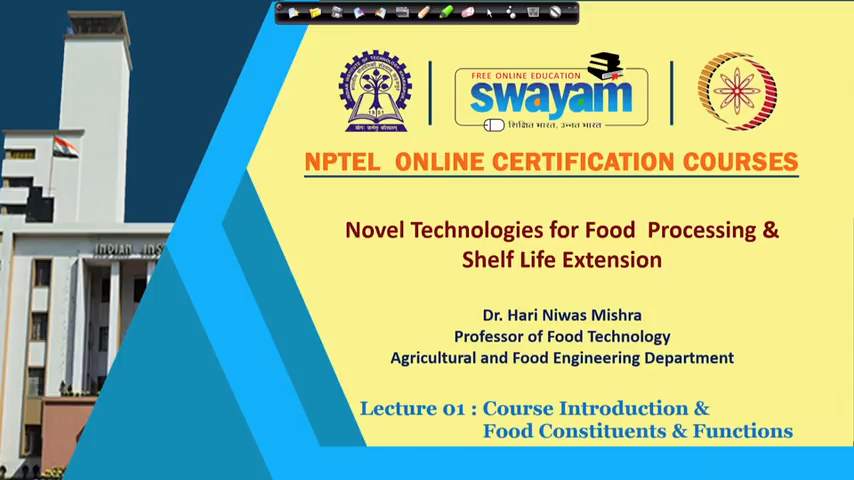 FREE ONLINE EDUCATION
swayam
शिक्षित भारत, उन्नत भारत
1951
NPTEL ONLINE CERTIFICATION COURSES
INDIAN INS
Novel Technologies for Food Processing &
Shelf Life Extension
Dr. Hari Niwas Mishra
Professor of Food Technology
Agricultural and Food Engineering Department
Lecture 01 : Course Introduction &
Food Constituents & Functions